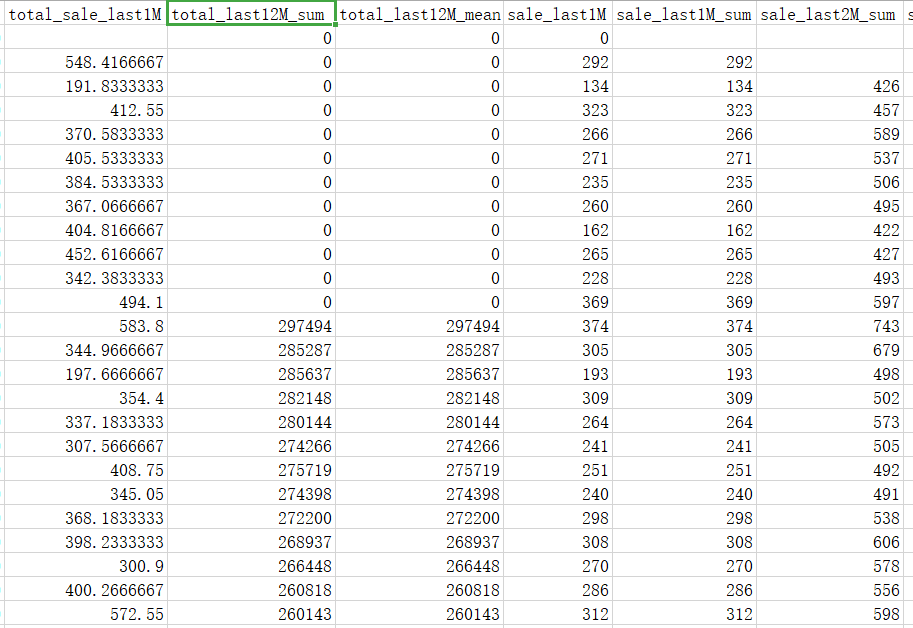 total_sale_last1M total_last12M_sum total_last12M_mean sale_last1M sale_last1M_sum sale_last2M_sum s
0 0 0
548.4166667 0 0 292 292
191.8333333 0 0 134 134 426
412.55 0 0 323 323 457
370.5833333 0 0 266 266 589
405.5333333 0 0 271 271 537
384.5333333 0 0 235 235 506
367.0666667 0 0 260 260 495
404.8166667 0 0 162 162 422
452.6166667 0 0 265 265 427
342.3833333 0 0 228 228 493
494.1 0 0 369 369 597
583.8 297494 297494 374 374 743
344.9666667 285287 285287 305 305 679
197.6666667 285637 285637 193 193 498
354.4 282148 282148 309 309 502
337.1833333 280144 280144 264 264 573
307.5666667 274266 274266 241 241 505
408.75 275719 275719 251 251 492
345.05 274398 274398 240 240 491
368.1833333 272200 272200 298 298 538
398.2333333 268937 268937 308 308 606
300.9 266448 266448 270 270 578
400.2666667 260818 260818 286 286 556
572.55 260143 260143 312 312 598